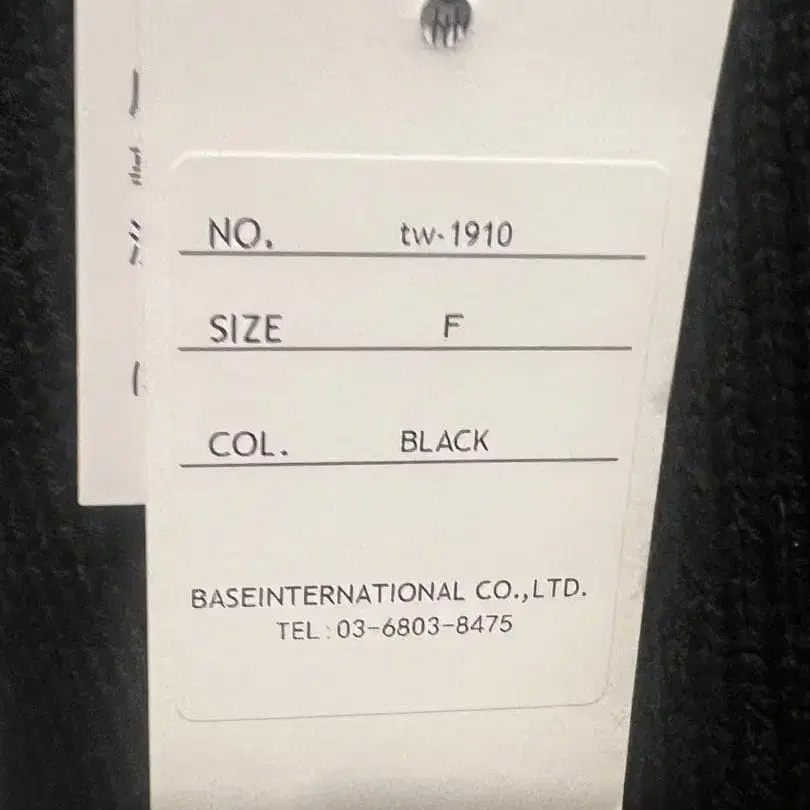 NO. tw-1910
SIZE F
COL. BLACK
BASEINTERNATIONAL CO.,LTD.
TEL:03-6803-8475